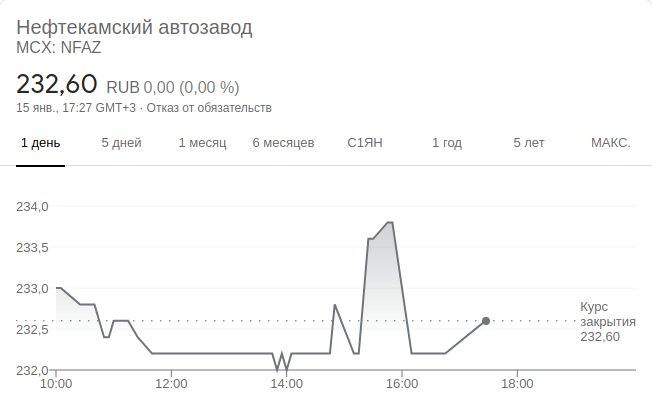 Нефтекамский автозавод
MCX: NFAZ
232,60 RUB 0,00 (0,00 %)
15 янв., 17:27 GMT+3 · Отказ от обязательств
1 день 5 дней 1 месяц 6 месяцев С1ЯН 1 год 5 лет МАКС.
234,0
233,5
233,0
Курс
закрытия
232,60
232,5
232,0
10:00 12:00 14:00 16:00 18:00